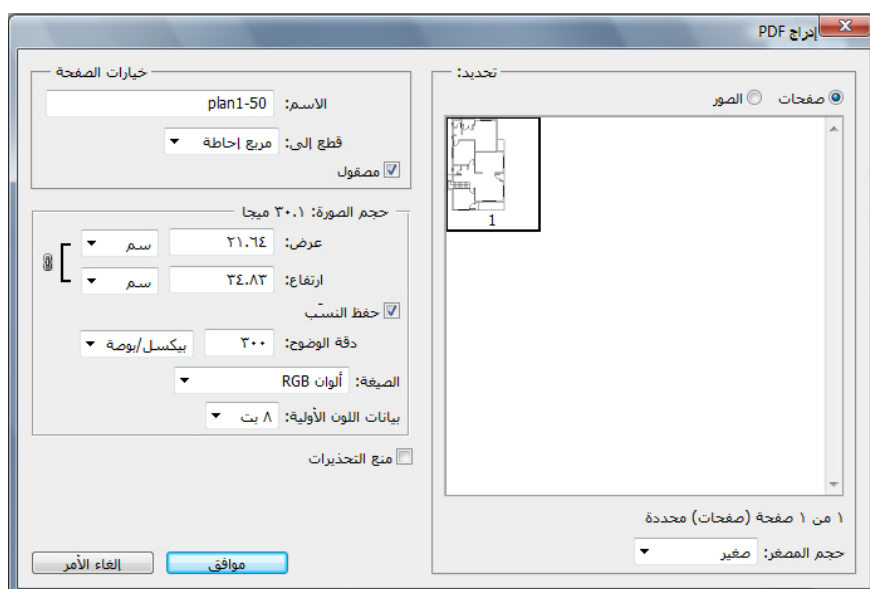 إدراج PDF
تحديد:
صفحات الصور
1
١ من ١ صفحة (صفحات) محددة
حجم المصغر: صغير
خيارات الصفحة
الاسم: plan1-50
قطع إلى: مربع إحاطة
مصقول
حجم الصورة: ٣٠.١ ميجا
عرض: ٢١.٦٤ سم
ارتفاع: ٣٤.٨٣ سم
حفظ النسب
دقة الوضوح: ٣٠٠ بيكسل/بوصة
الصيغة: ألوان RGB
بيانات اللون الأولية: ٨ بت
منع التحذيرات
موافق إلغاء الأمر